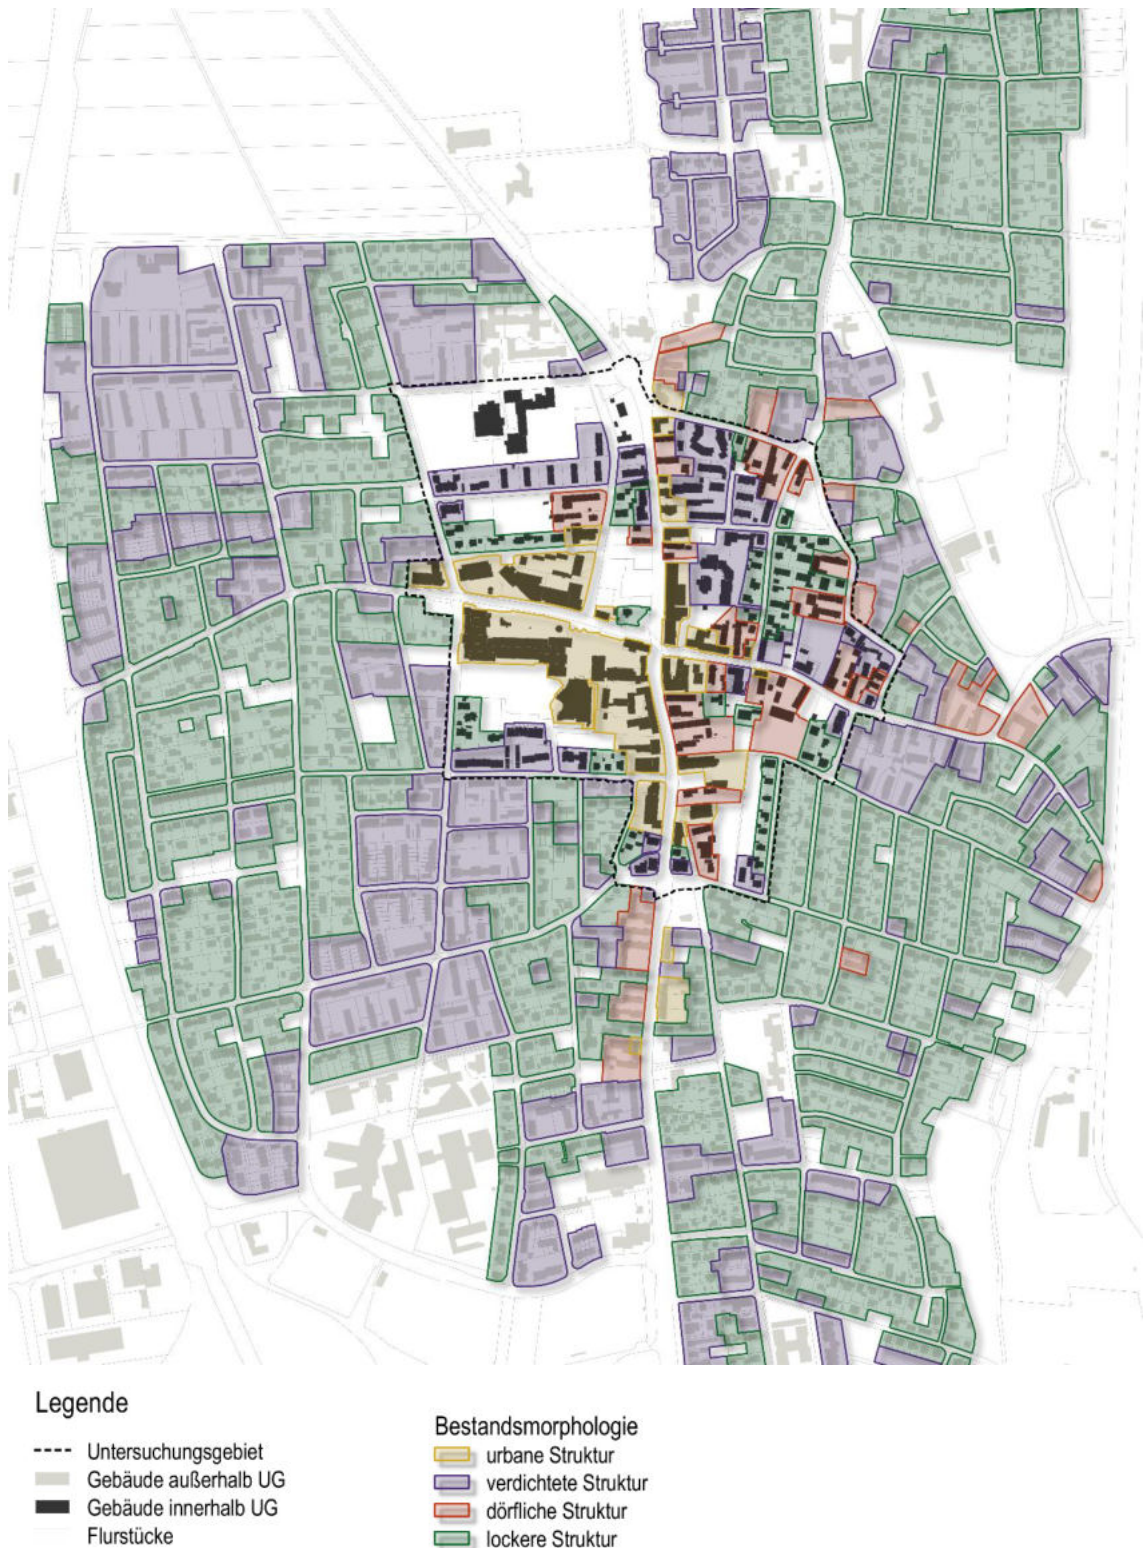 Legende
Untersuchungsgebiet
Gebäude außerhalb UG
Gebäude innerhalb UG
Flurstücke
Bestandsmorphologie
urbane Struktur
verdichtete Struktur
dörfliche Struktur
lockere Struktur